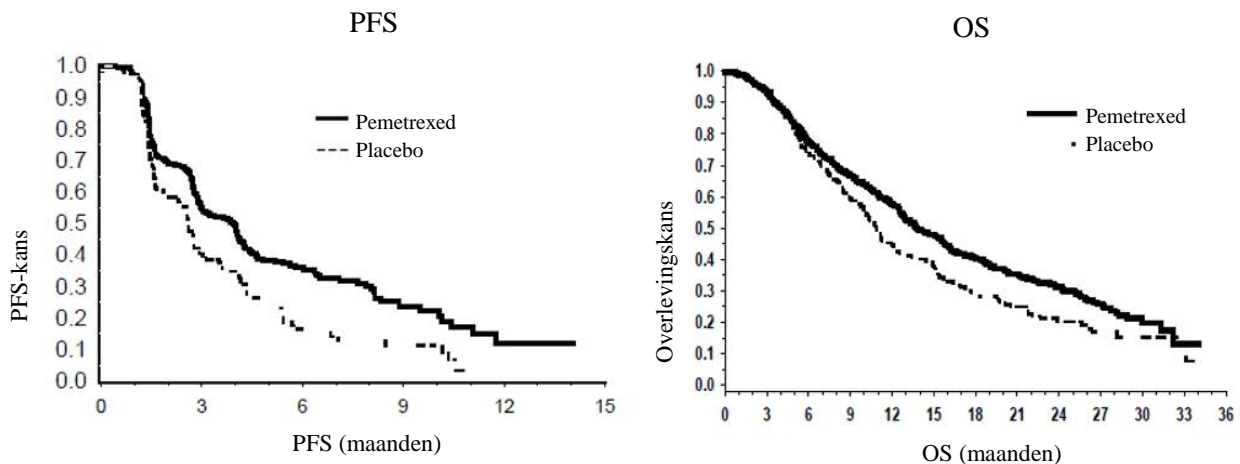 PFS
1.0
0.9
0.8
0.7
0.6
0.5
0.4
0.3
0.2
0.1
0.0
PFS-kans
Pemetrexed
Placebo
0 3 6 9 12 15
PFS (maanden)
OS
1.0
0.9
0.8
0.7
0.6
0.5
0.4
0.3
0.2
0.1
0.0
Overlevingskans
Pemetrexed
Placebo
0 3 6 9 12 15 18 21 24 27 30 33 36
OS (maanden)